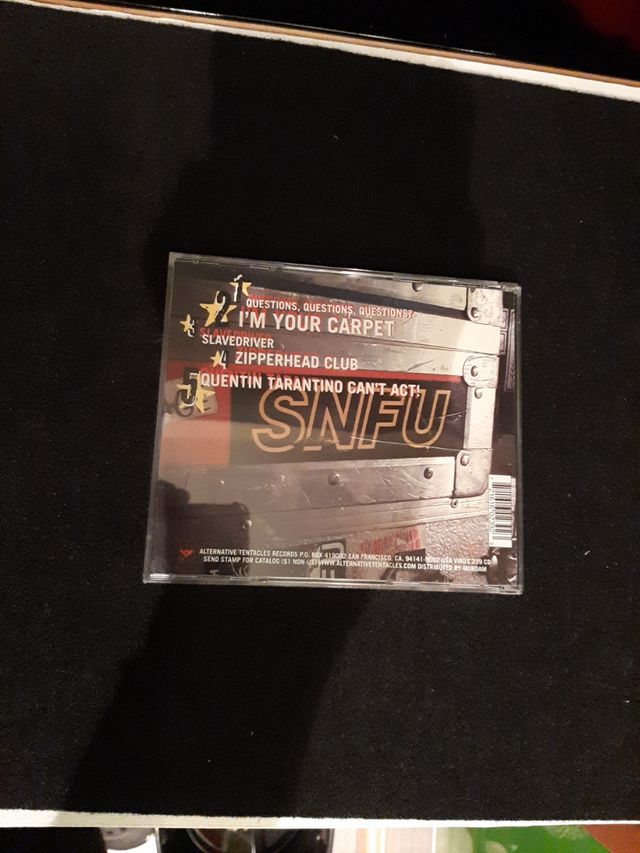 1 QUESTIONS, QUESTIONS, QUESTIONS?
2 I'M YOUR CARPET
3 SLAVEDRIVER
4 ZIPPERHEAD CLUB
5 QUENTIN TARANTINO CAN'T ACT!
SNFU
ALTERNATIVE TENTACLES RECORDS P.O. BOX 419092 SAN FRANCISCO, CA. 94141-9092 USA VIRUS 239 CD
SEND STAMP FOR CATALOG ($1 NON-US) WWW.ALTERNATIVETENTACLES.COM DISTRIBUTED BY MORDAM